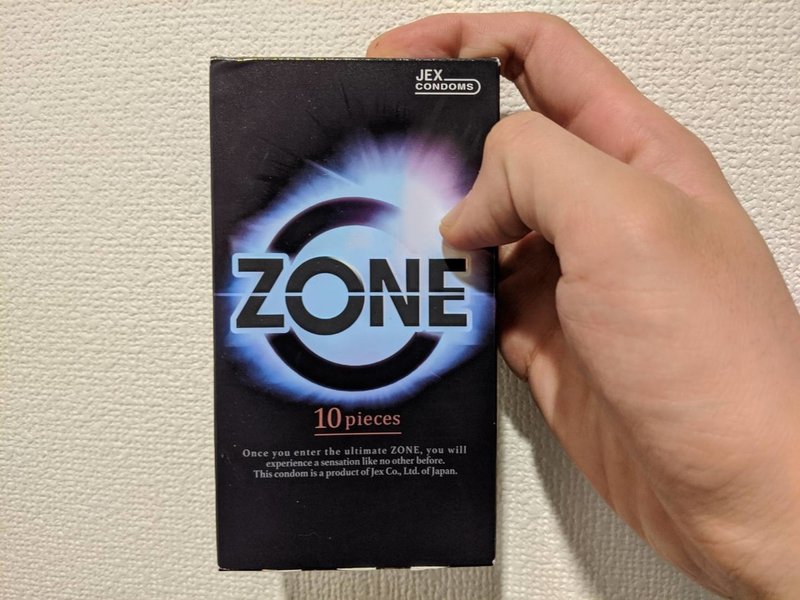 JEX
CONDOMS
ZONE
10 pieces
Once you enter the ultimate ZONE, you will
experience a sensation like no other before.
This condom is a product of Jex Co., Ltd. of Japan.